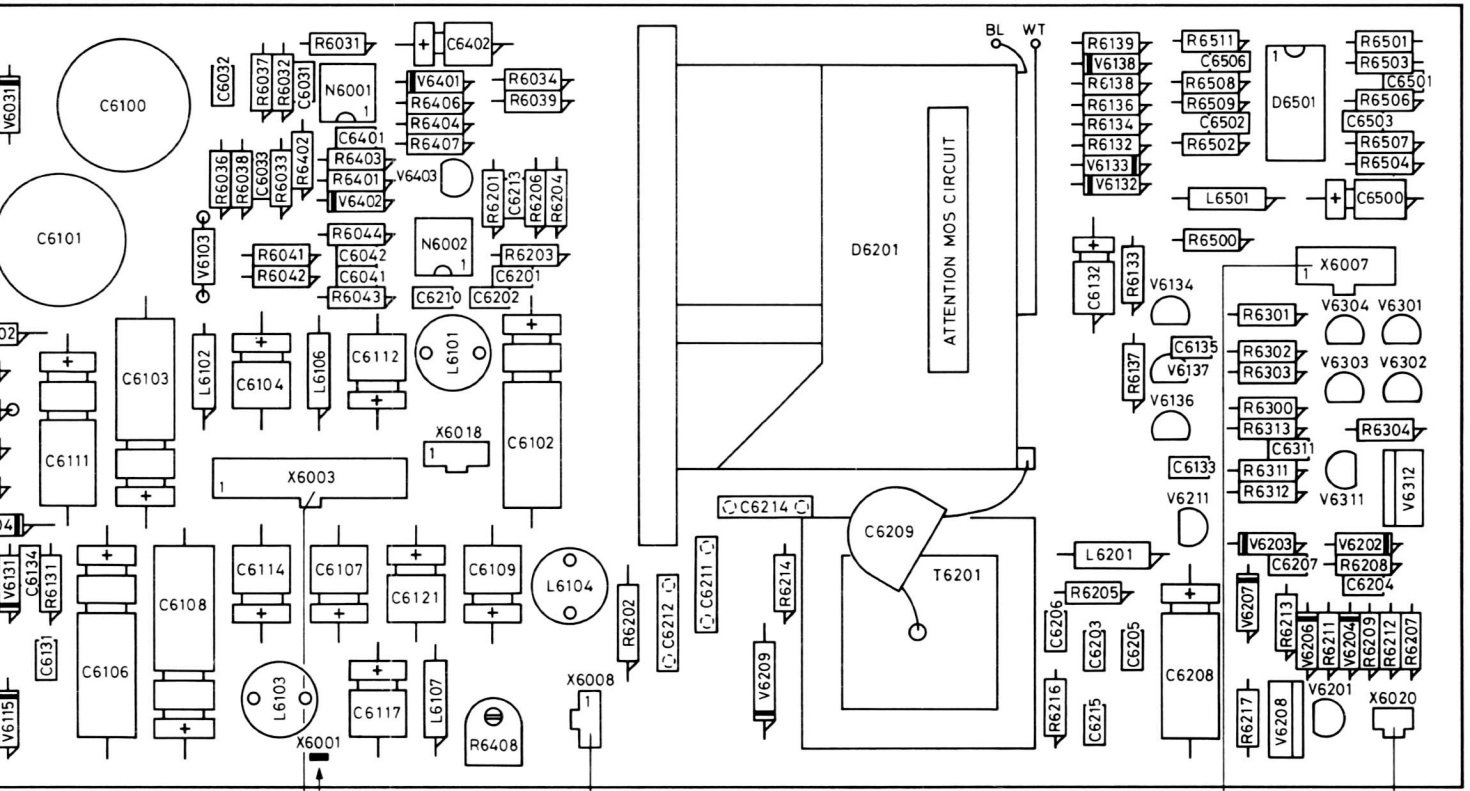 R6031
+ C6402
BL WT
R6139
R6511
R6501
V6031
C6100
C6032
R6037
R6032
C6031
N6001
1
V6401
R6406
R6404
R6407
R6034
R6039
V6138
R6138
R6136
R6134
R6132
V6133
V6132
C6506
R6508
R6509
C6502
R6502
1
D6501
R6503
C6501
R6506
C6503
R6507
R6504
C6401
R6403
R6401
V6402
R6402
R6036
R6038
C6033
R6033
V6403
R6201
C6213
R6206
R6204
ATTENTION MOS CIRCUIT
D6201
L6501
+ C6500
C6101
V6103
R6041
R6042
R6044
C6042
C6041
R6043
N6002
1
R6203
C6201
C6210
C6202
+
C6132
R6133
R6500
X6007
1
V6134
R6301
V6304
V6301
02
+
C6111
C6103
+
L6102
+
C6104
L6106
C6112
+
L6101
+
C6102
R6137
C6135
V6137
V6136
R6302
R6303
V6303
V6302
R6300
R6313
C6311
R6304
X6018
1
X6003
1
C6133
R6311
R6312
V6311
V6312
V6211
C6214
C6209
04
V6131
C6134
R6131
+
C6106
C6108
+
C6114
+
C6107
+
+
C6121
C6109
+
L6104
R6202
C6212
C6211
R6214
T6201
L6201
R6205
V6203
C6207
V6202
R6208
C6204
C6131
V6115
L6103
+
C6117
L6107
R6408
X6008
1
V6209
C6206
C6203
C6205
+
C6208
V6207
R6213
V6206
R6211
V6204
R6209
R6212
R6207
X6001
R6216
C6215
R6217
V6208
V6201
X6020